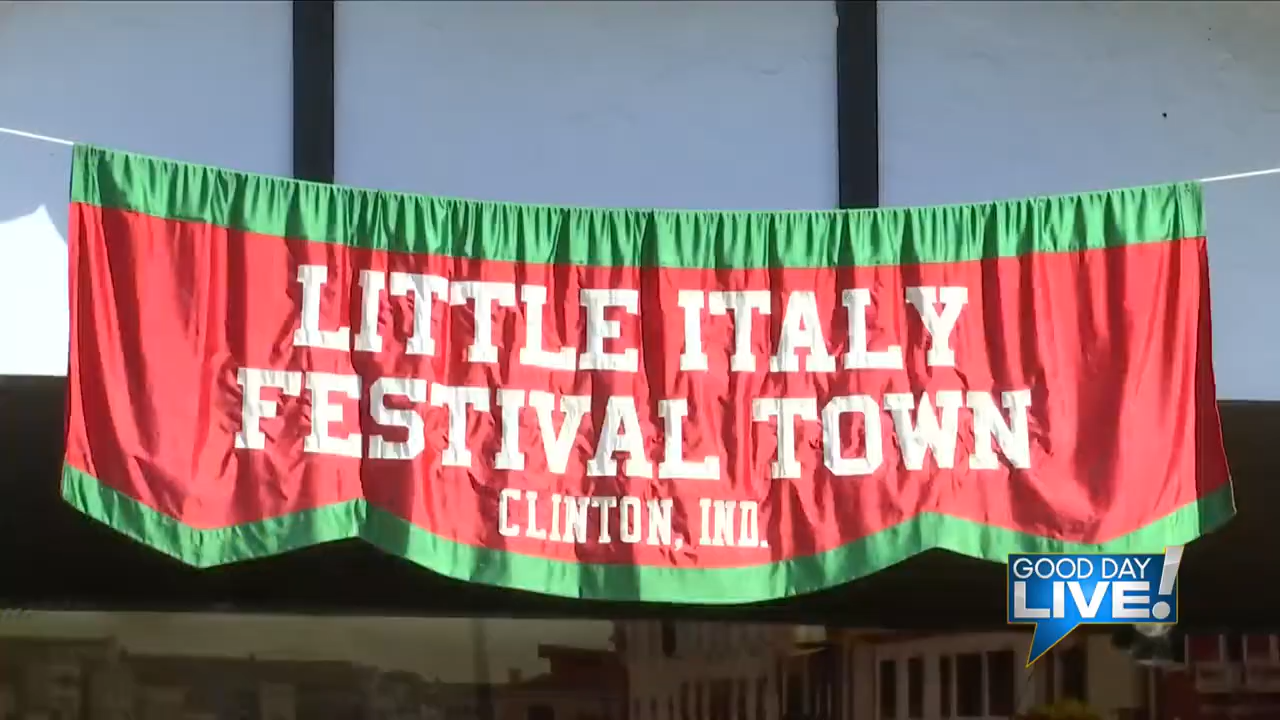 LITTLE ITALY
FESTIVAL TOWN
CLINTON, IND.
GOOD DAY
LIVE!